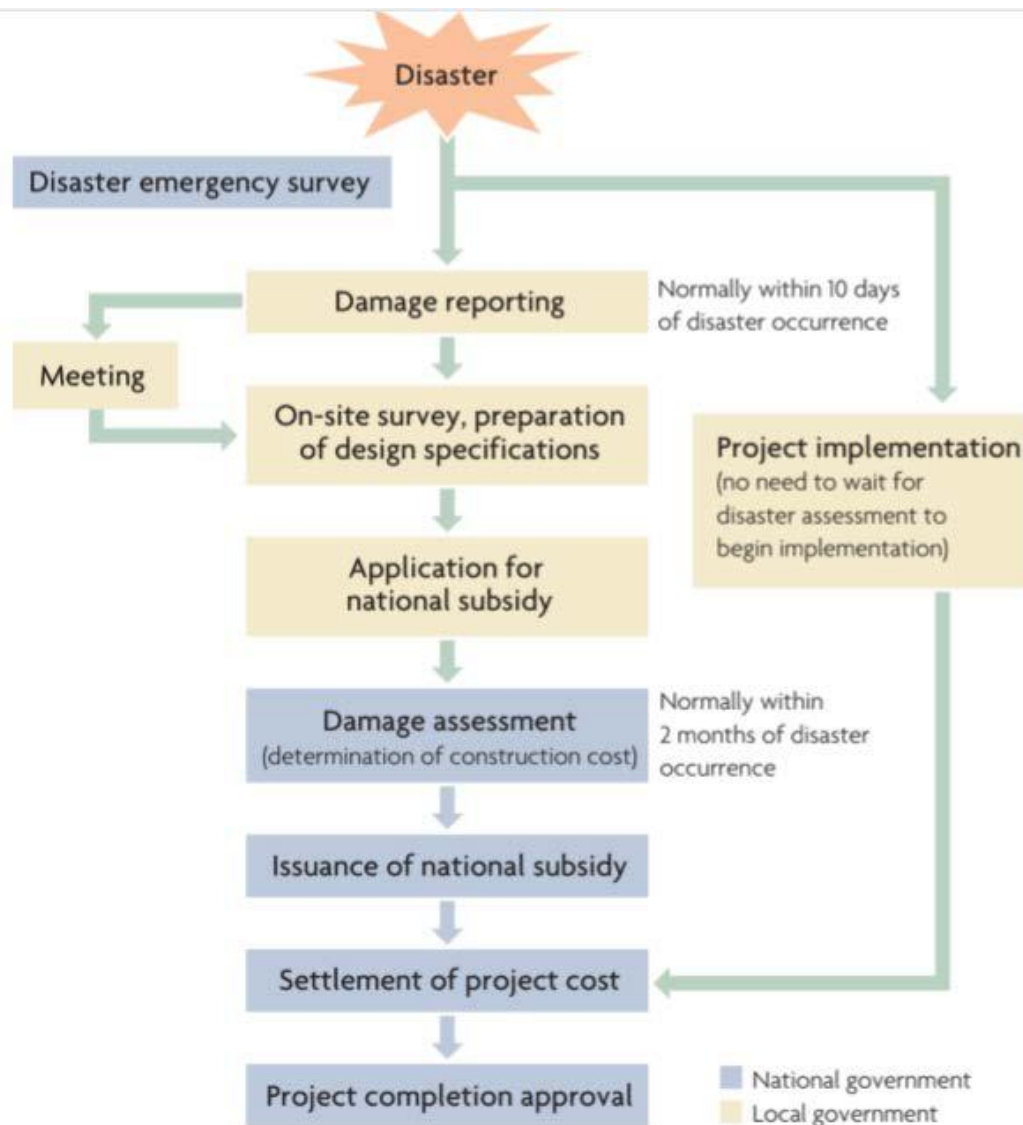 Disaster
Disaster emergency survey
Damage reporting
Normally within 10 days
of disaster occurrence
Meeting
On-site survey, preparation
of design specifications
Project implementation
(no need to wait for
disaster assessment to
begin implementation)
Application for
national subsidy
Damage assessment
(determination of construction cost)
Normally within
2 months of disaster
occurrence
Issuance of national subsidy
Settlement of project cost
Project completion approval
National government
Local government